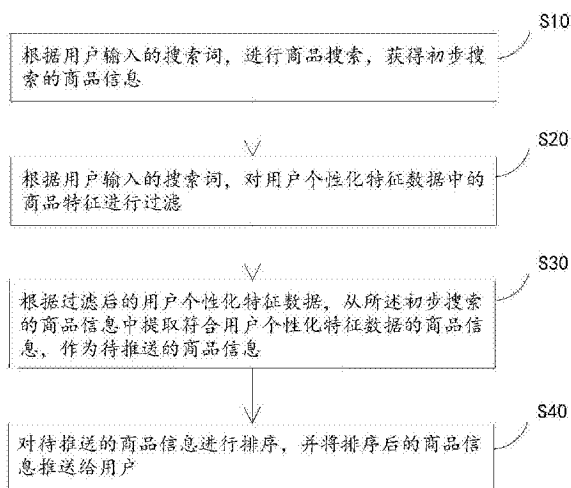 S10
根据用户输入的搜索词，进行商品搜索，获得初步搜
索的商品信息
S20
根据用户输入的搜索词，对用户个性化特征数据中的
商品特征进行过滤
S30
根据过滤后的用户个性化特征数据，从所述初步搜索
的商品信息中提取符合用户个性化特征数据的商品信
息，作为待推送的商品信息
S40
对待推送的商品信息进行排序，并将排序后的商品信
息推送给用户